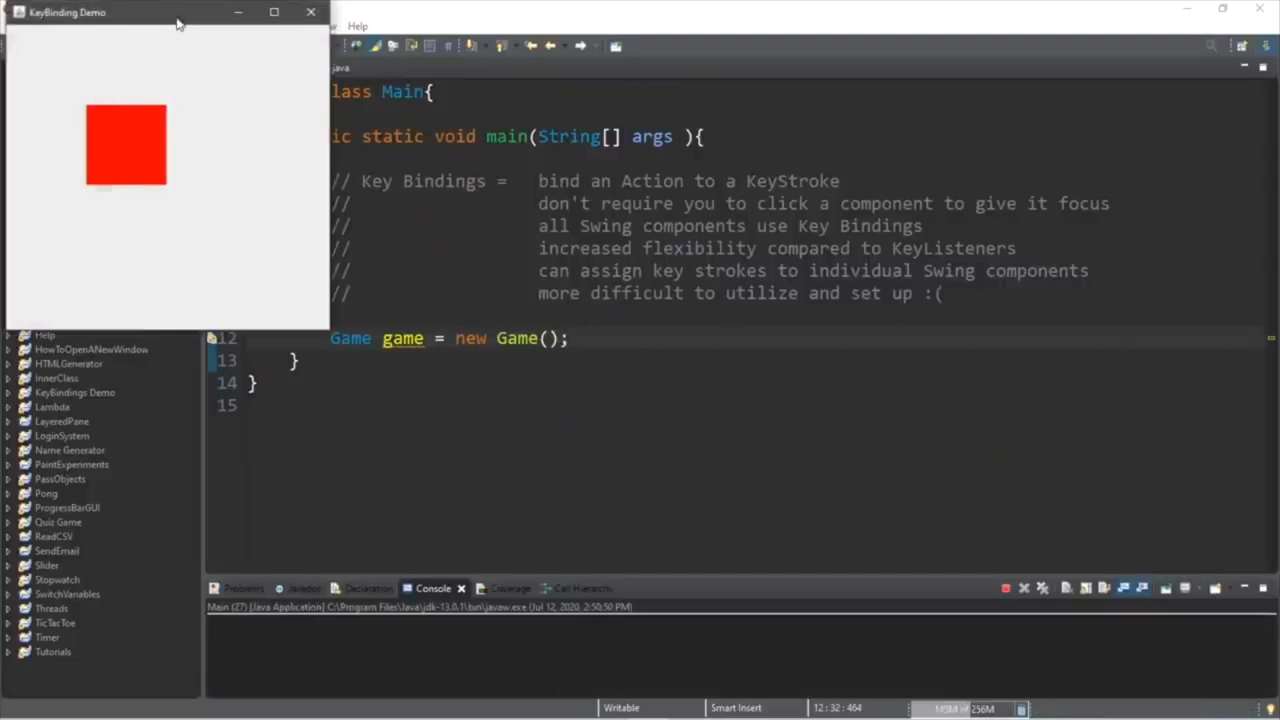 KeyBinding Demo
Help
java
lass Main{
ic static void main(String[] args ){
// Key Bindings = bind an Action to a KeyStroke
// don't require you to click a component to give it focus
// all Swing components use Key Bindings
// increased flexibility compared to KeyListeners
// can assign key strokes to individual Swing components
// more difficult to utilize and set up :(
12 Game game = new Game();
13 }
14 }
15
Help
HowToOpenANewWindow
HTMLGenerator
InnerClass
KeyBindings Demo
Lambda
LayeredPane
LoginSystem
Name Generator
PaintExperiments
PassObjects
Pong
ProgressBarGUI
Quiz Game
ReadCSV
SendEmail
Slider
Stopwatch
SwitchVariables
Threads
TicTacToe
Timer
Tutorials
Problems Javadoc Declaration Console Coverage Call Hierarchy
Main (27) [Java Application] C:\Program Files\Java\jdk-13.0.1\bin\javaw.exe (Jul 12, 2020, 2:50:50 PM)
Writable Smart Insert 12 : 32 : 464 of 256M